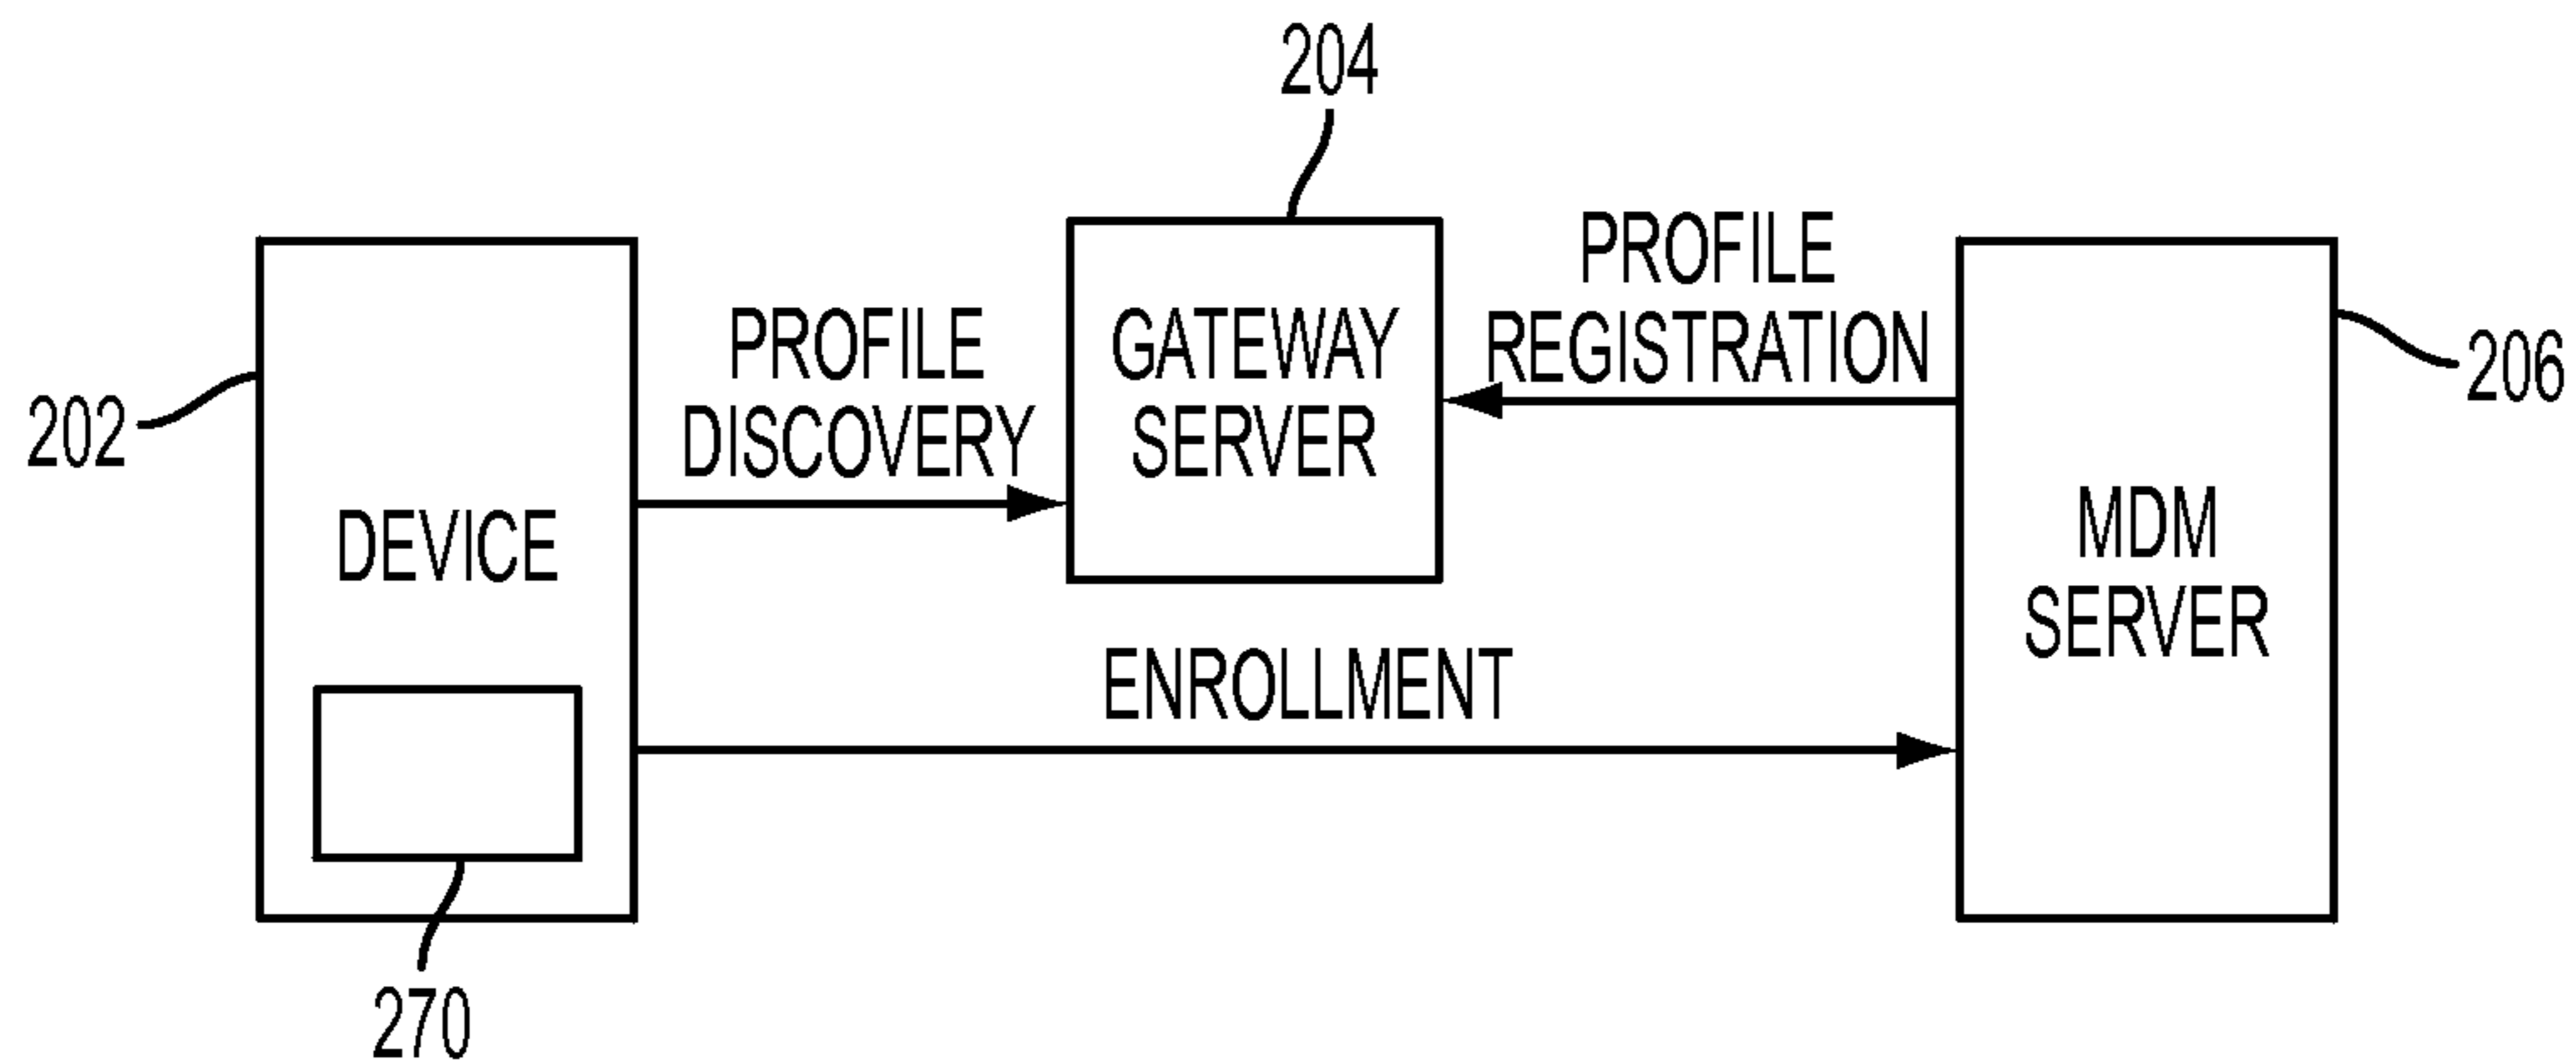 204
PROFILE
REGISTRATION
PROFILE
DISCOVERY
GATEWAY
SERVER
202
206
DEVICE
MDM
SERVER
ENROLLMENT
270